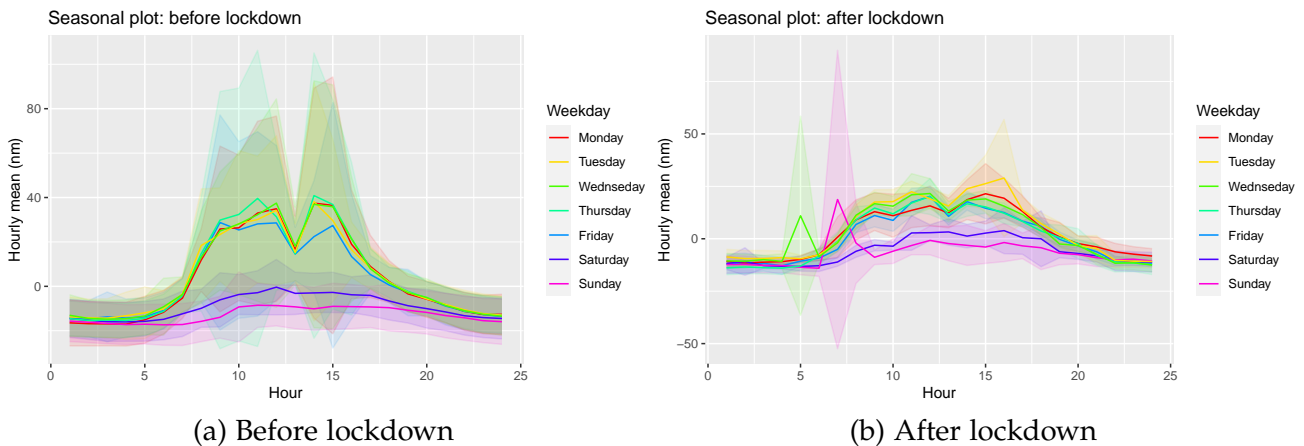 Seasonal plot: before lockdown
Hourly mean (nm)
80
40
0
0
5
10
15
20
25
Hour
Weekday
Monday
Tuesday
Wednseday
Thursday
Friday
Saturday
Sunday
(a) Before lockdown
Seasonal plot: after lockdown
Hourly mean (nm)
50
0
−50
0
5
10
15
20
25
Hour
Weekday
Monday
Tuesday
Wednseday
Thursday
Friday
Saturday
Sunday
(b) After lockdown